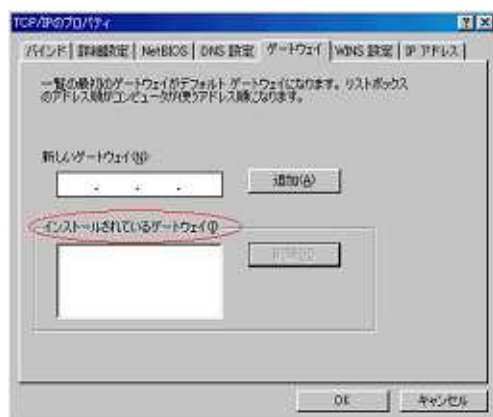 TCP/IPのプロパティ
バインド 詳細設定 NetBIOS DNS 設定 ゲートウェイ WINS 設定 IP アドレス
一覧の最初のゲートウェイがデフォルト ゲートウェイになります。リスト ボックス
のアドレス順がコンピュータが使うアドレス順になります。
新しいゲートウェイ(N)
追加(A)
インストールされているゲートウェイ(I)
OK キャンセル